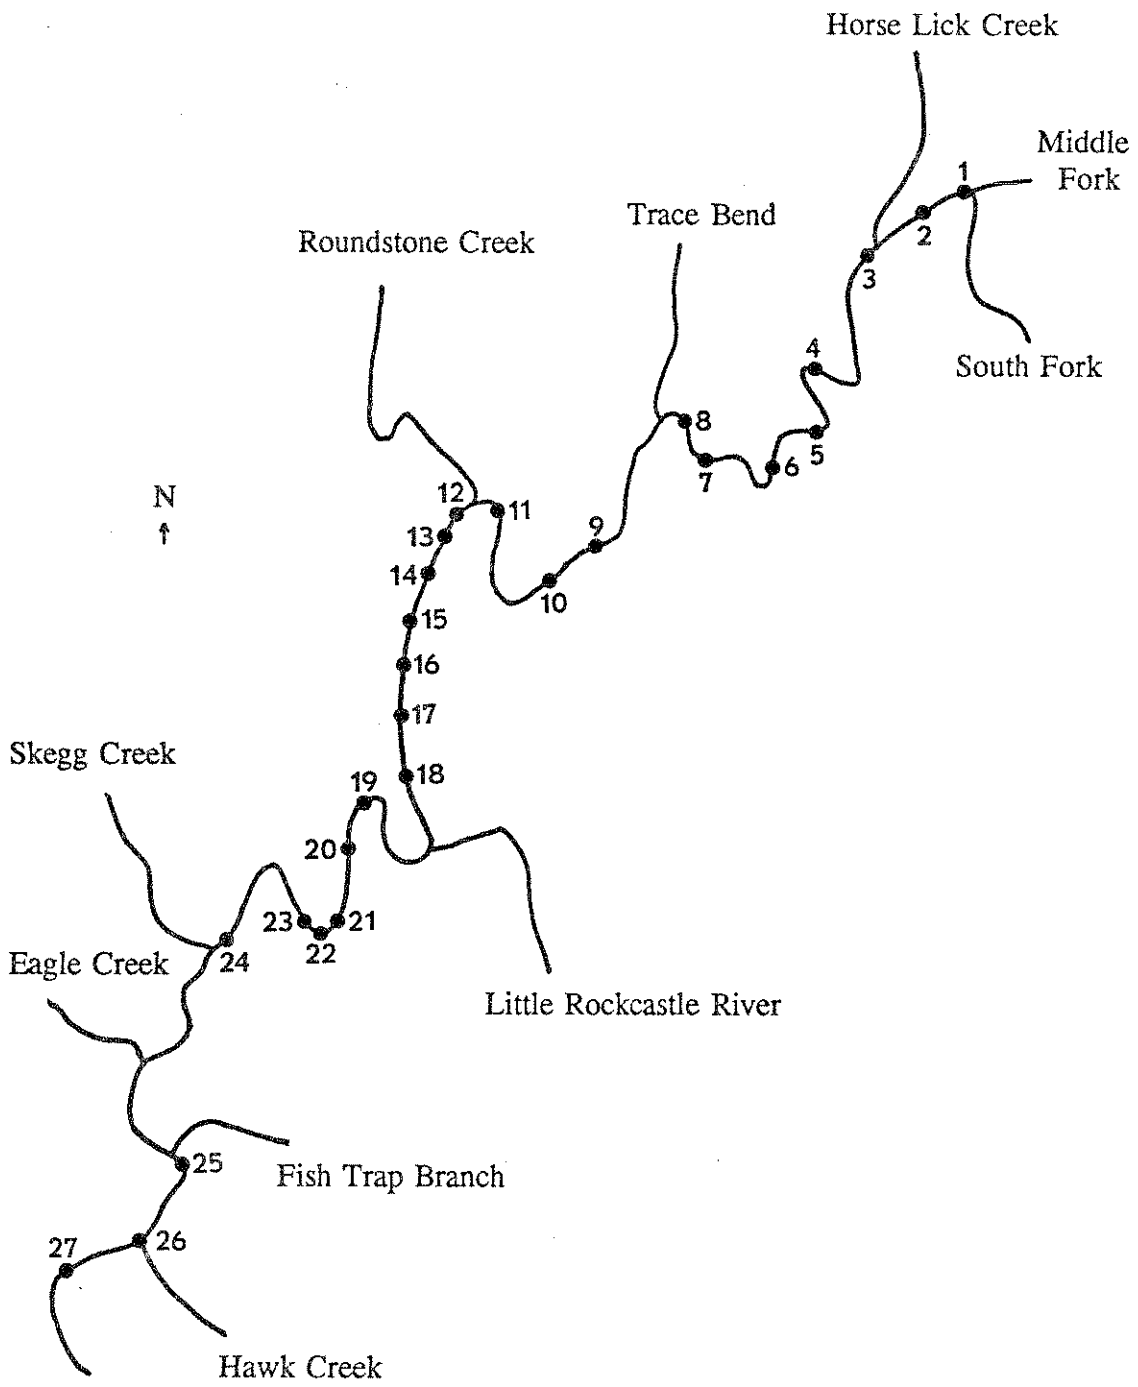 Horse Lick Creek
Middle
Fork
1
2
Trace Bend
Roundstone Creek
3
South Fork
4
8
5
7
6
N
12
11
13
9
14
10
15
16
17
Skegg Creek
18
19
20
23
21
22
24
Eagle Creek
Little Rockcastle River
25
Fish Trap Branch
26
27
Hawk Creek